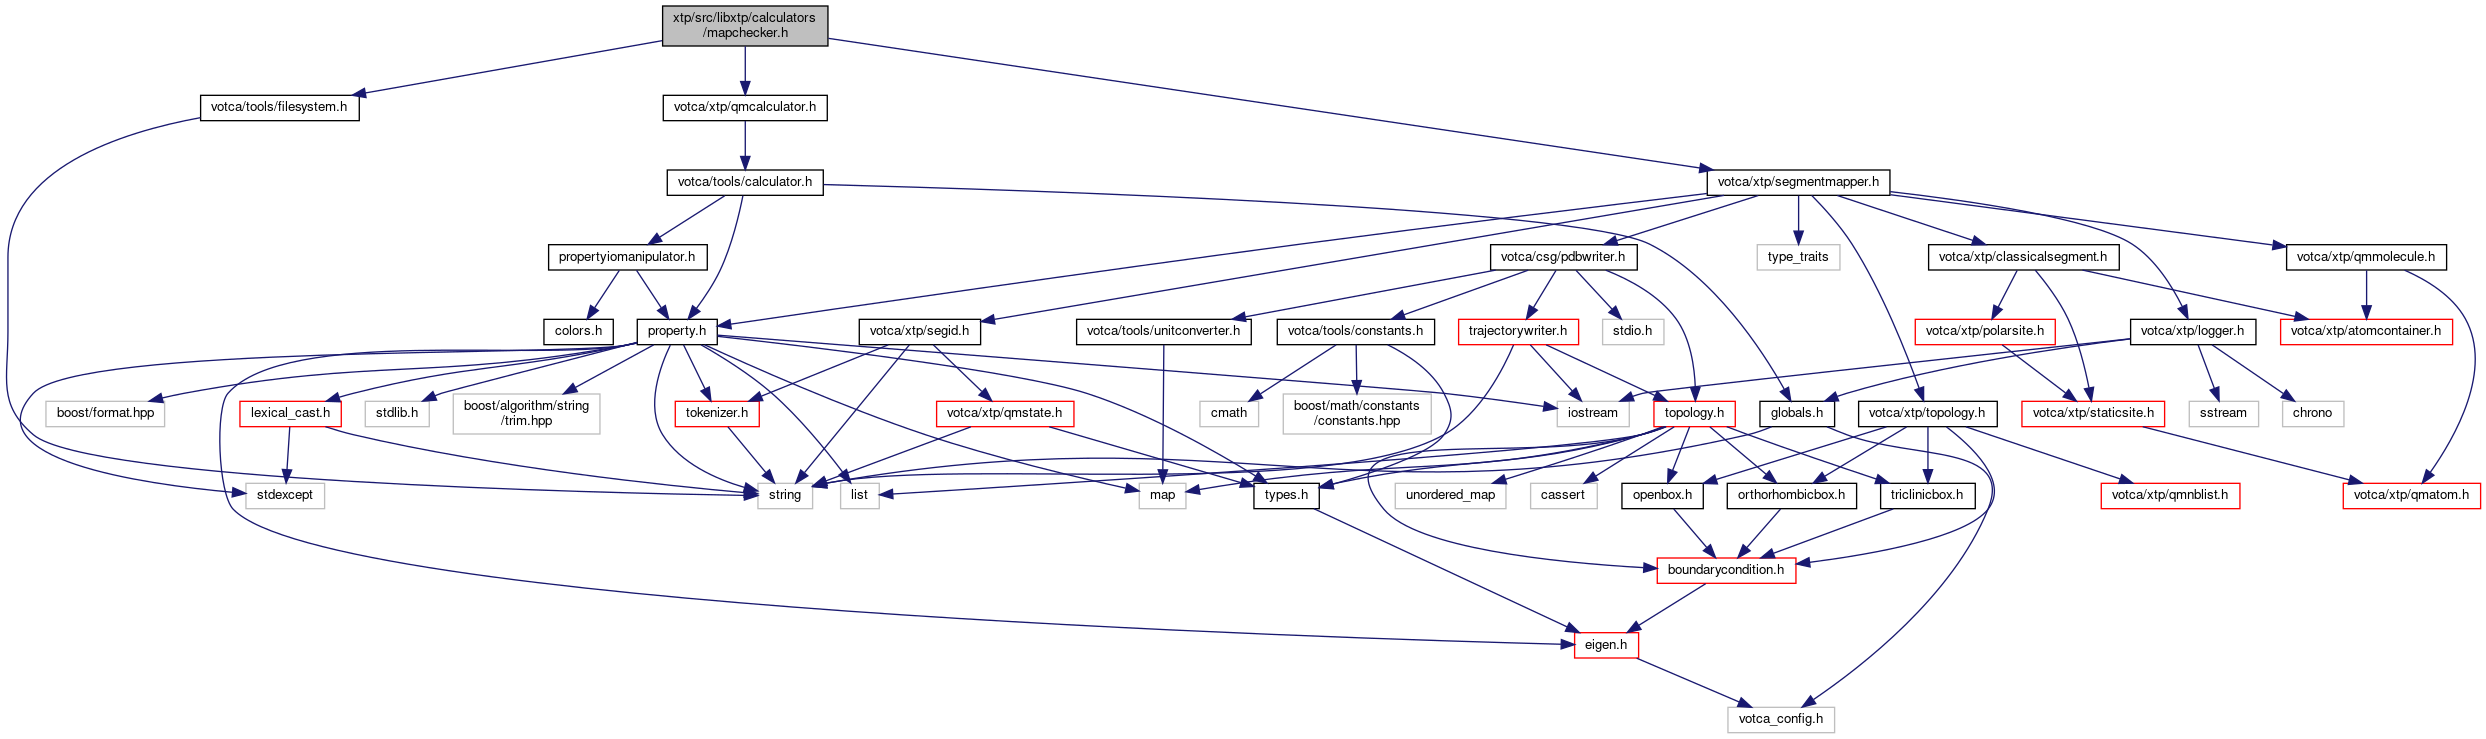 xtp/src/libxtp/calculators
/mapchecker.h
votca/tools/filesystem.h
votca/xtp/qmcalculator.h
votca/tools/calculator.h
votca/xtp/segmentmapper.h
propertyiomanipulator.h
votca/csg/pdbwriter.h
type_traits
votca/xtp/classicalsegment.h
votca/xtp/qmmolecule.h
colors.h
property.h
votca/xtp/segid.h
votca/tools/unitconverter.h
votca/tools/constants.h
trajectorywriter.h
stdio.h
votca/xtp/polarsite.h
votca/xtp/logger.h
votca/xtp/atomcontainer.h
boost/format.hpp
lexical_cast.h
stdlib.h
boost/algorithm/string
/trim.hpp
tokenizer.h
votca/xtp/qmstate.h
cmath
boost/math/constants
/constants.hpp
iostream
topology.h
globals.h
votca/xtp/topology.h
votca/xtp/staticsite.h
sstream
chrono
stdexcept
string
list
map
types.h
unordered_map
cassert
openbox.h
orthorhombicbox.h
triclinicbox.h
votca/xtp/qmnblist.h
votca/xtp/qmatom.h
boundarycondition.h
eigen.h
votca_config.h